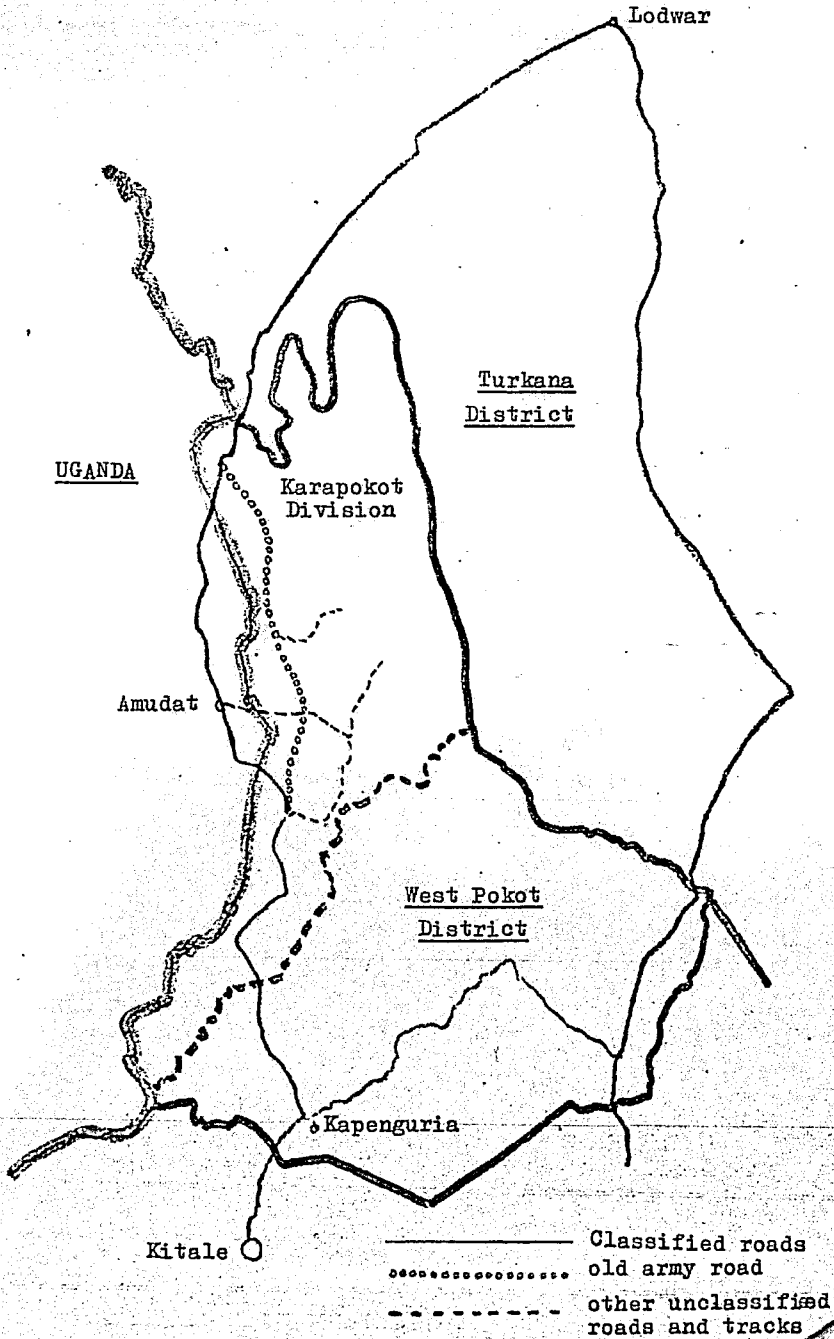 Lodwar
Turkana
District
UGANDA
Karapokot
Division
Amudat
West Pokot
District
Kapenguria
Kitale
Classified roads
old army road
other unclassified
roads and tracks